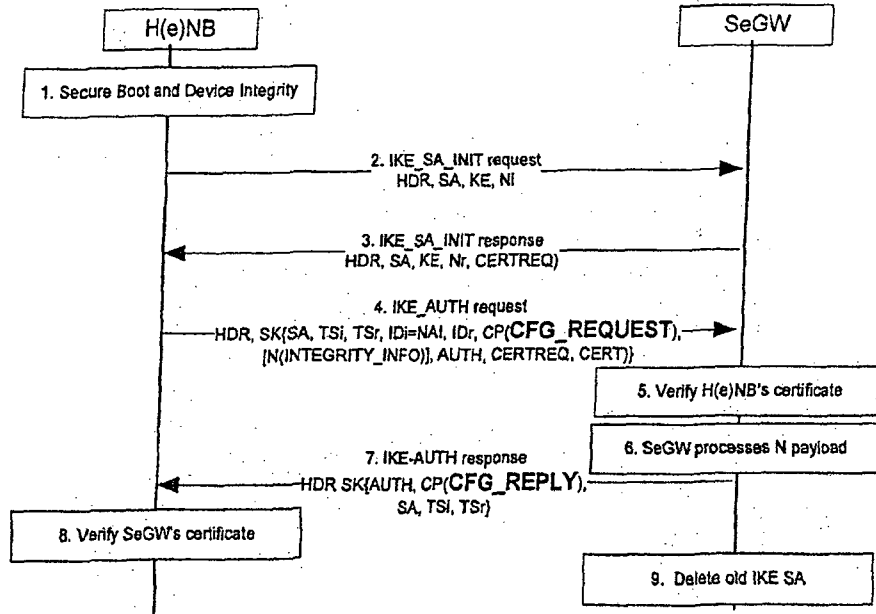 H(e)NB
SeGW
1. Secure Boot and Device Integrity
2. IKE_SA_INIT request
HDR, SA, KE, Ni
3. IKE_SA_INIT response
HDR, SA, KE, Nr, CERTREQ)
4. IKE_AUTH request
HDR, SK{SA, TSi, TSr, IDi=NAI, IDr, CP(CFG_REQUEST),
[N(INTEGRITY_INFO)], AUTH, CERTREQ, CERT)}
5. Verify H(e)NB's certificate
6. SeGW processes N payload
7. IKE-AUTH response
HDR SK{AUTH, CP(CFG_REPLY),
SA, TSi, TSr}
8. Verify SeGW's certificate
9. Delete old IKE SA